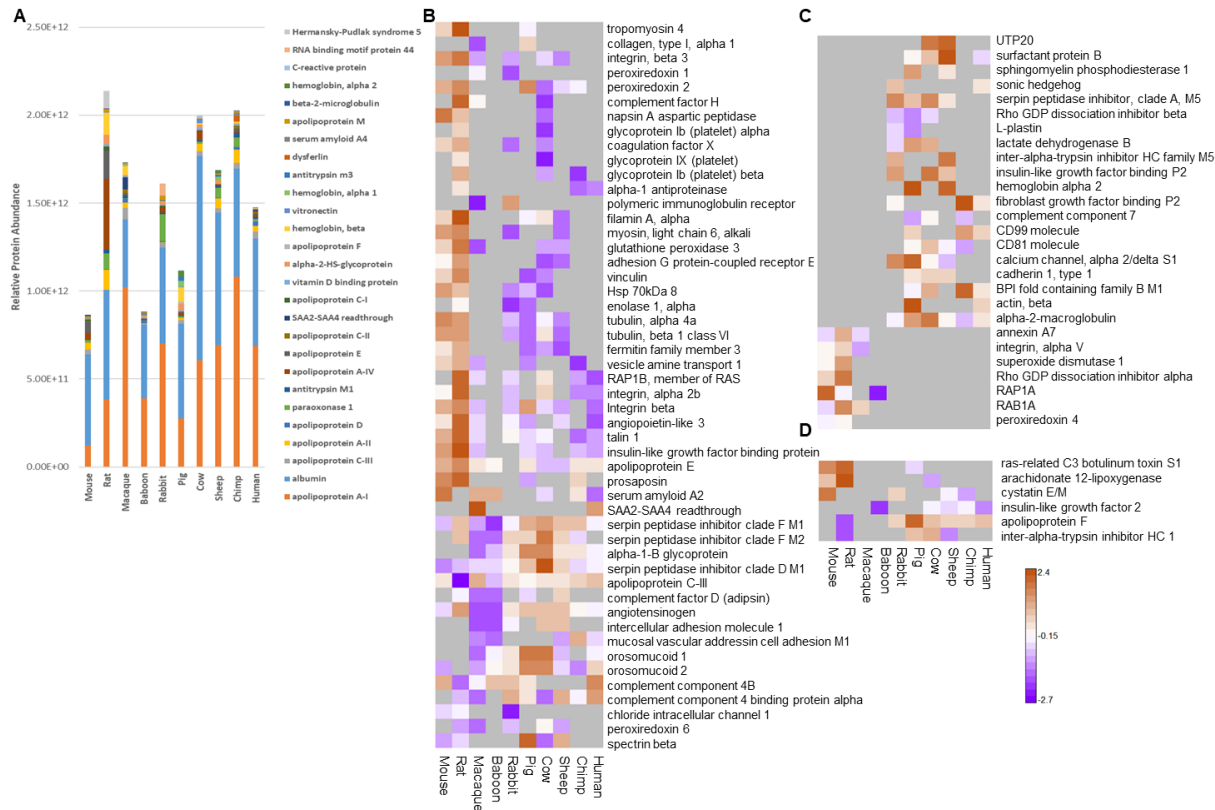 A
2.50E+12
2.00E+12
1.50E+12
1.00E+12
5.00E+11
0.00E+00
Relative Protein Abundance
Mouse
Rat
Macaque
Baboon
Rabbit
Pig
Cow
Sheep
Chimp
Human
Hermansky-Pudlak syndrome 5
RNA binding motif protein 44
C-reactive protein
hemoglobin, alpha 2
beta-2-microglobulin
apolipoprotein M
serum amyloid A4
dysferlin
antitrypsin m3
hemoglobin, alpha 1
vitronectin
hemoglobin, beta
apolipoprotein F
alpha-2-HS-glycoprotein
vitamin D binding protein
apolipoprotein C-I
SAA2-SAA4 readthrough
apolipoprotein C-II
apolipoprotein E
apolipoprotein A-IV
antitrypsin M1
paraoxonase 1
apolipoprotein D
apolipoprotein A-II
apolipoprotein C-III
albumin
apolipoprotein A-I
B
tropomyosin 4
collagen, type I, alpha 1
integrin, beta 3
peroxiredoxin 1
peroxiredoxin 2
complement factor H
napsin A aspartic peptidase
glycoprotein Ib (platelet) alpha
coagulation factor X
glycoprotein IX (platelet)
glycoprotein Ib (platelet) beta
alpha-1 antiproteinase
polymeric immunoglobulin receptor
filamin A, alpha
myosin, light chain 6, alkali
glutathione peroxidase 3
adhesion G protein-coupled receptor E
vinculin
Hsp 70kDa 8
enolase 1, alpha
tubulin, alpha 4a
tubulin, beta 1 class VI
fermitin family member 3
vesicle amine transport 1
RAP1B, member of RAS
integrin, alpha 2b
Integrin beta
angiopoietin-like 3
talin 1
insulin-like growth factor binding protein
apolipoprotein E
prosaposin
serum amyloid A2
SAA2-SAA4 readthrough
serpin peptidase inhibitor clade F M1
serpin peptidase inhibitor clade F M2
alpha-1-B glycoprotein
serpin peptidase inhibitor clade D M1
apolipoprotein C-III
complement factor D (adipsin)
angiotensinogen
intercellular adhesion molecule 1
mucosal vascular addressin cell adhesion M1
orosomucoid 1
orosomucoid 2
complement component 4B
complement component 4 binding protein alpha
chloride intracellular channel 1
peroxiredoxin 6
spectrin beta
Mouse
Rat
Macaque
Baboon
Rabbit
Pig
Cow
Sheep
Chimp
Human
C
UTP20
surfactant protein B
sphingomyelin phosphodiesterase 1
sonic hedgehog
serpin peptidase inhibitor, clade A, M5
Rho GDP dissociation inhibitor beta
L-plastin
lactate dehydrogenase B
inter-alpha-trypsin inhibitor HC family M5
insulin-like growth factor binding P2
hemoglobin alpha 2
fibroblast growth factor binding P2
complement component 7
CD99 molecule
CD81 molecule
calcium channel, alpha 2/delta S1
cadherin 1, type 1
BPI fold containing family B M1
actin, beta
alpha-2-macroglobulin
annexin A7
integrin, alpha V
superoxide dismutase 1
Rho GDP dissociation inhibitor alpha
RAP1A
RAB1A
peroxiredoxin 4
D
ras-related C3 botulinum toxin S1
arachidonate 12-lipoxygenase
cystatin E/M
insulin-like growth factor 2
apolipoprotein F
inter-alpha-trypsin inhibitor HC 1
Mouse
Rat
Macaque
Baboon
Rabbit
Pig
Cow
Sheep
Chimp
Human
2.4
-0.15
-2.7